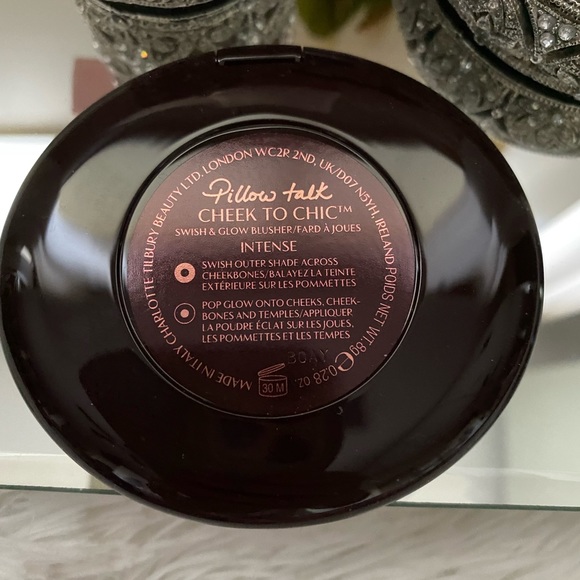 Pillow talk
CHEEK TO CHIC™
SWISH & GLOW BLUSHER/FARD À JOUES
INTENSE
SWISH OUTER SHADE ACROSS
CHEEKBONES/BALAYEZ LA TEINTE
EXTÉRIEURE SUR LES POMMETTES
POP GLOW ONTO CHEEKS, CHEEK-
BONES AND TEMPLES/APPLIQUER
LA POUDRE ÉCLAT SUR LES JOUES,
LES POMMETTES ET LES TEMPES
30 M
MADE IN ITALY CHARLOTTE TILBURY BEAUTY LTD. LONDON WC2R 2ND, UK/D07 N5YH, IRELAND POIDS NET WT. 8g ℮ 0.28 oz.